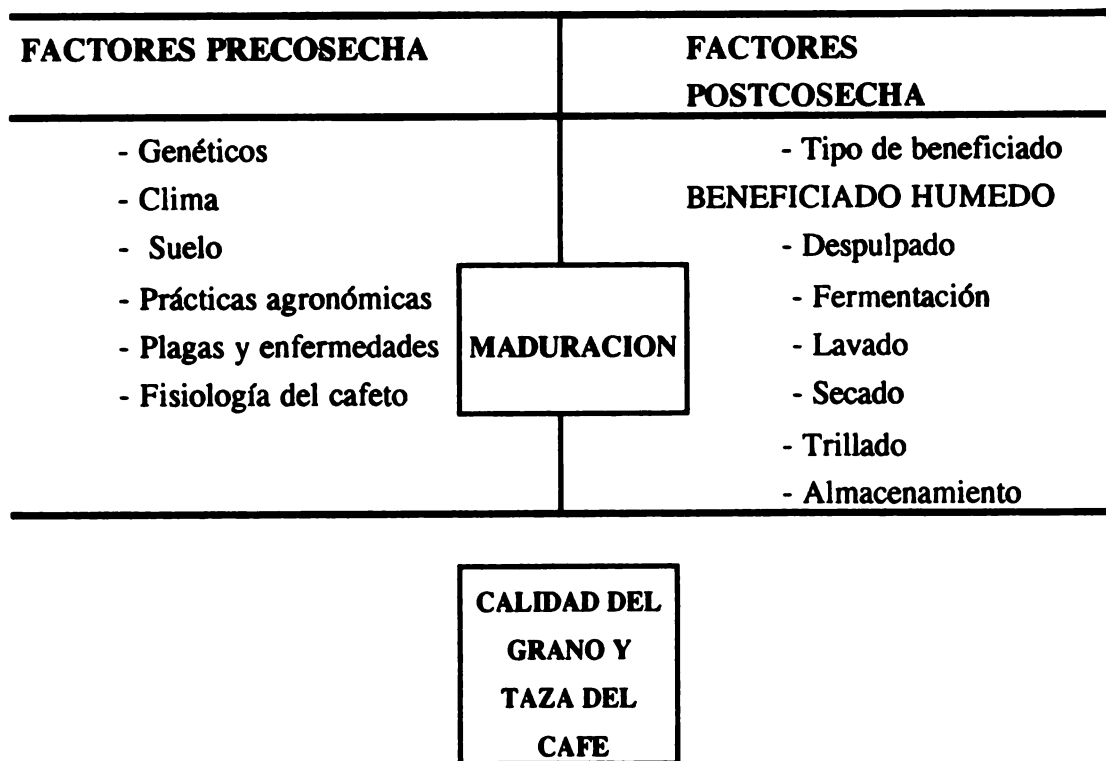 FACTORES PRECOSECHA
- Genéticos
- Clima
- Suelo
- Prácticas agronómicas
- Plagas y enfermedades
- Fisiología del cafeto
MADURACION
FACTORES
POSTCOSECHA
- Tipo de beneficiado
BENEFICIADO HUMEDO
- Despulpado
- Fermentación
- Lavado
- Secado
- Trillado
- Almacenamiento
CALIDAD DEL
GRANO Y
TAZA DEL
CAFE